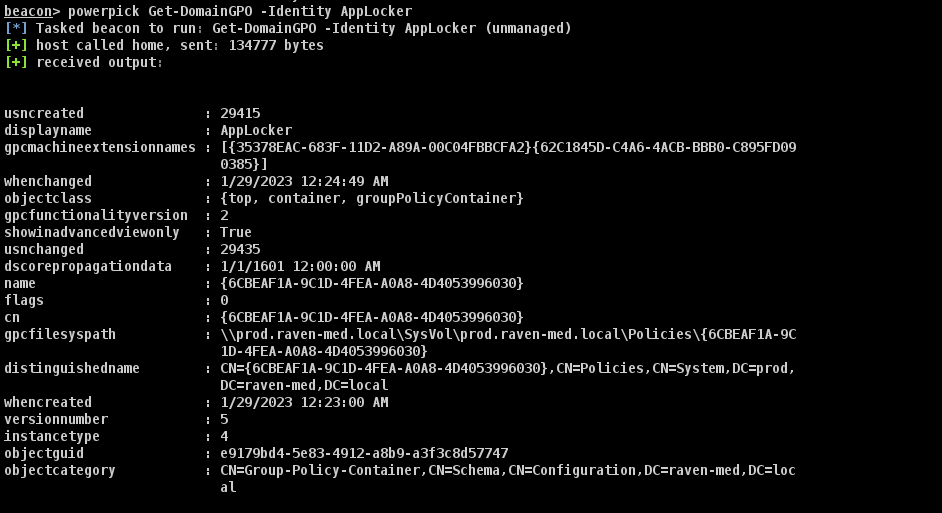 beacon> powerpick Get-DomainGPO -Identity AppLocker
[*] Tasked beacon to run: Get-DomainGPO -Identity AppLocker (unmanaged)
[+] host called home, sent: 134777 bytes
[+] received output:
usncreated : 29415
displayname : AppLocker
gpcmachineextensionnames : [{35378EAC-683F-11D2-A89A-00C04FBBCFA2}{62C1845D-C4A6-4ACB-BBB0-C895FD09
0385}]
whenchanged : 1/29/2023 12:24:49 AM
objectclass : {top, container, groupPolicyContainer}
gpcfunctionalityversion : 2
showinadvancedviewonly : True
usnchanged : 29435
dscorepropagationdata : 1/1/1601 12:00:00 AM
name : {6CBEAF1A-9C1D-4FEA-A0A8-4D4053996030}
flags : 0
cn : {6CBEAF1A-9C1D-4FEA-A0A8-4D4053996030}
gpcfilesyspath : \\prod.raven-med.local\SysVol\prod.raven-med.local\Policies\{6CBEAF1A-9C
1D-4FEA-A0A8-4D4053996030}
distinguishedname : CN={6CBEAF1A-9C1D-4FEA-A0A8-4D4053996030},CN=Policies,CN=System,DC=prod,
DC=raven-med,DC=local
whencreated : 1/29/2023 12:23:00 AM
versionnumber : 5
instancetype : 4
objectguid : e9179bd4-5e83-4912-a8b9-a3f3c8d57747
objectcategory : CN=Group-Policy-Container,CN=Schema,CN=Configuration,DC=raven-med,DC=loc
al